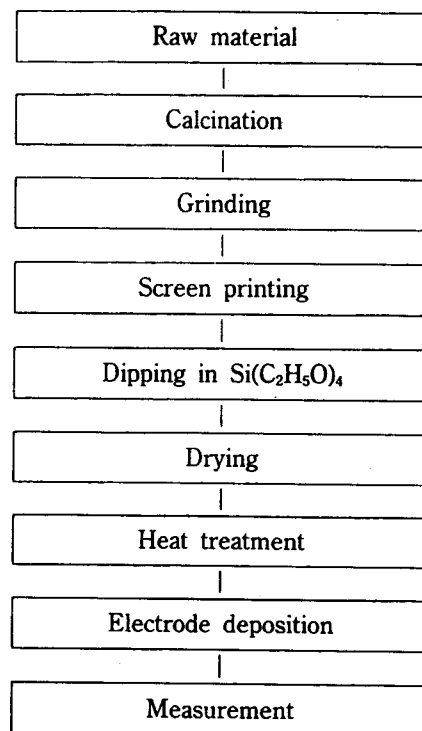 Raw material
Calcination
Grinding
Screen printing
Dipping in Si(C₂H₅O)₄
Drying
Heat treatment
Electrode deposition
Measurement